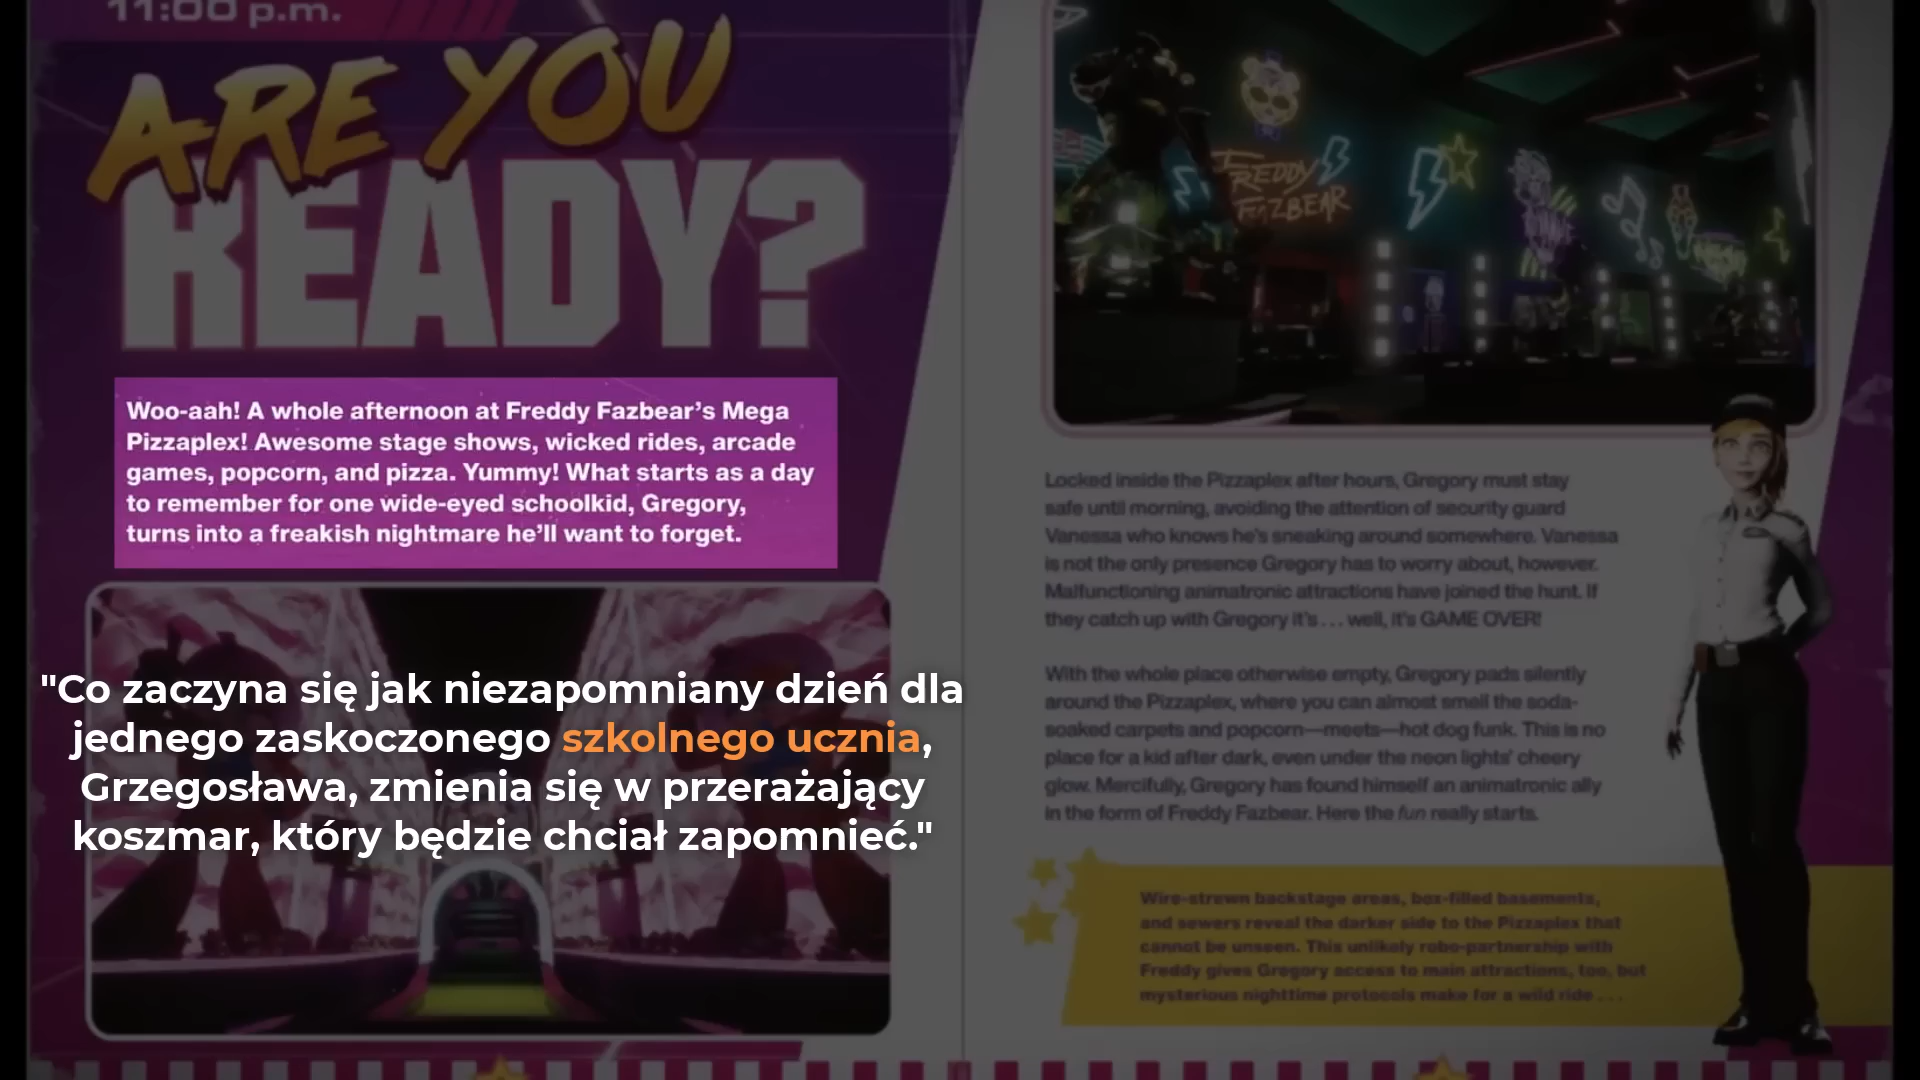 11:00 p.m.
ARE YOU
READY?
Woo-aah! A whole afternoon at Freddy Fazbear’s Mega
Pizzaplex! Awesome stage shows, wicked rides, arcade
games, popcorn, and pizza. Yummy! What starts as a day
to remember for one wide-eyed schoolkid, Gregory,
turns into a freakish nightmare he’ll want to forget.
"Co zaczyna się jak niezapomniany dzień dla
jednego zaskoczonego szkolnego ucznia,
Grzegosława, zmienia się w przerażający
koszmar, który będzie chciał zapomnieć."
FREDDY
FAZBEAR
Locked inside the Pizzaplex after hours, Gregory must stay
safe until morning, avoiding the attention of security guard
Vanessa who knows he’s sneaking around somewhere. Vanessa
is not the only presence Gregory has to worry about, however.
Malfunctioning animatronic attractions have joined the hunt. If
they catch up with Gregory it’s . . . well, it’s GAME OVER!
With the whole place otherwise empty, Gregory pads silently
around the Pizzaplex, where you can almost smell the soda-
soaked carpets and popcorn—meets—hot dog funk. This is no
place for a kid after dark, even under the neon lights’ cheery
glow. Mercifully, Gregory has found himself an animatronic ally
in the form of Freddy Fazbear. Here the fun really starts.
Wire-strewn backstage areas, box-filled basements,
and sewers reveal the darker side to the Pizzaplex that
cannot be unseen. This unlikely robo-partnership with
Freddy gives Gregory access to main attractions, too, but
mysterious nighttime protocols make for a wild ride . . .